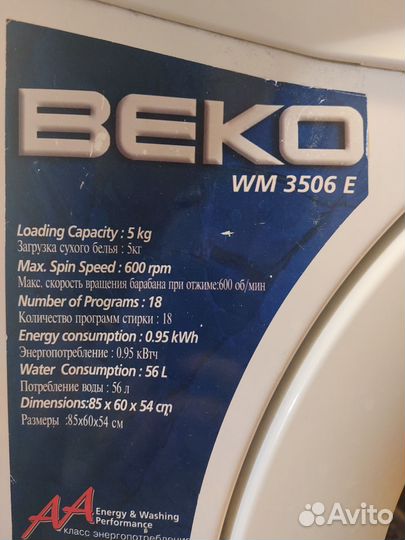 BEKO
WM 3506 E
Loading Capacity : 5 kg
Загрузка сухого белья : 5кг
Max. Spin Speed : 600 rpm
Макс. скорость вращения барабана при отжиме:600 об/мин
Number of Programs : 18
Количество программ стирки : 18
Energy consumption : 0.95 kWh
Энергопотребление : 0.95 кВтч
Water Consumption : 56 L
Потребление воды : 56 л
Dimensions:85 x 60 x 54 cm
Размеры :85х60х54 см
AA Energy & Washing
Performance
класс энергопотребления
Avito